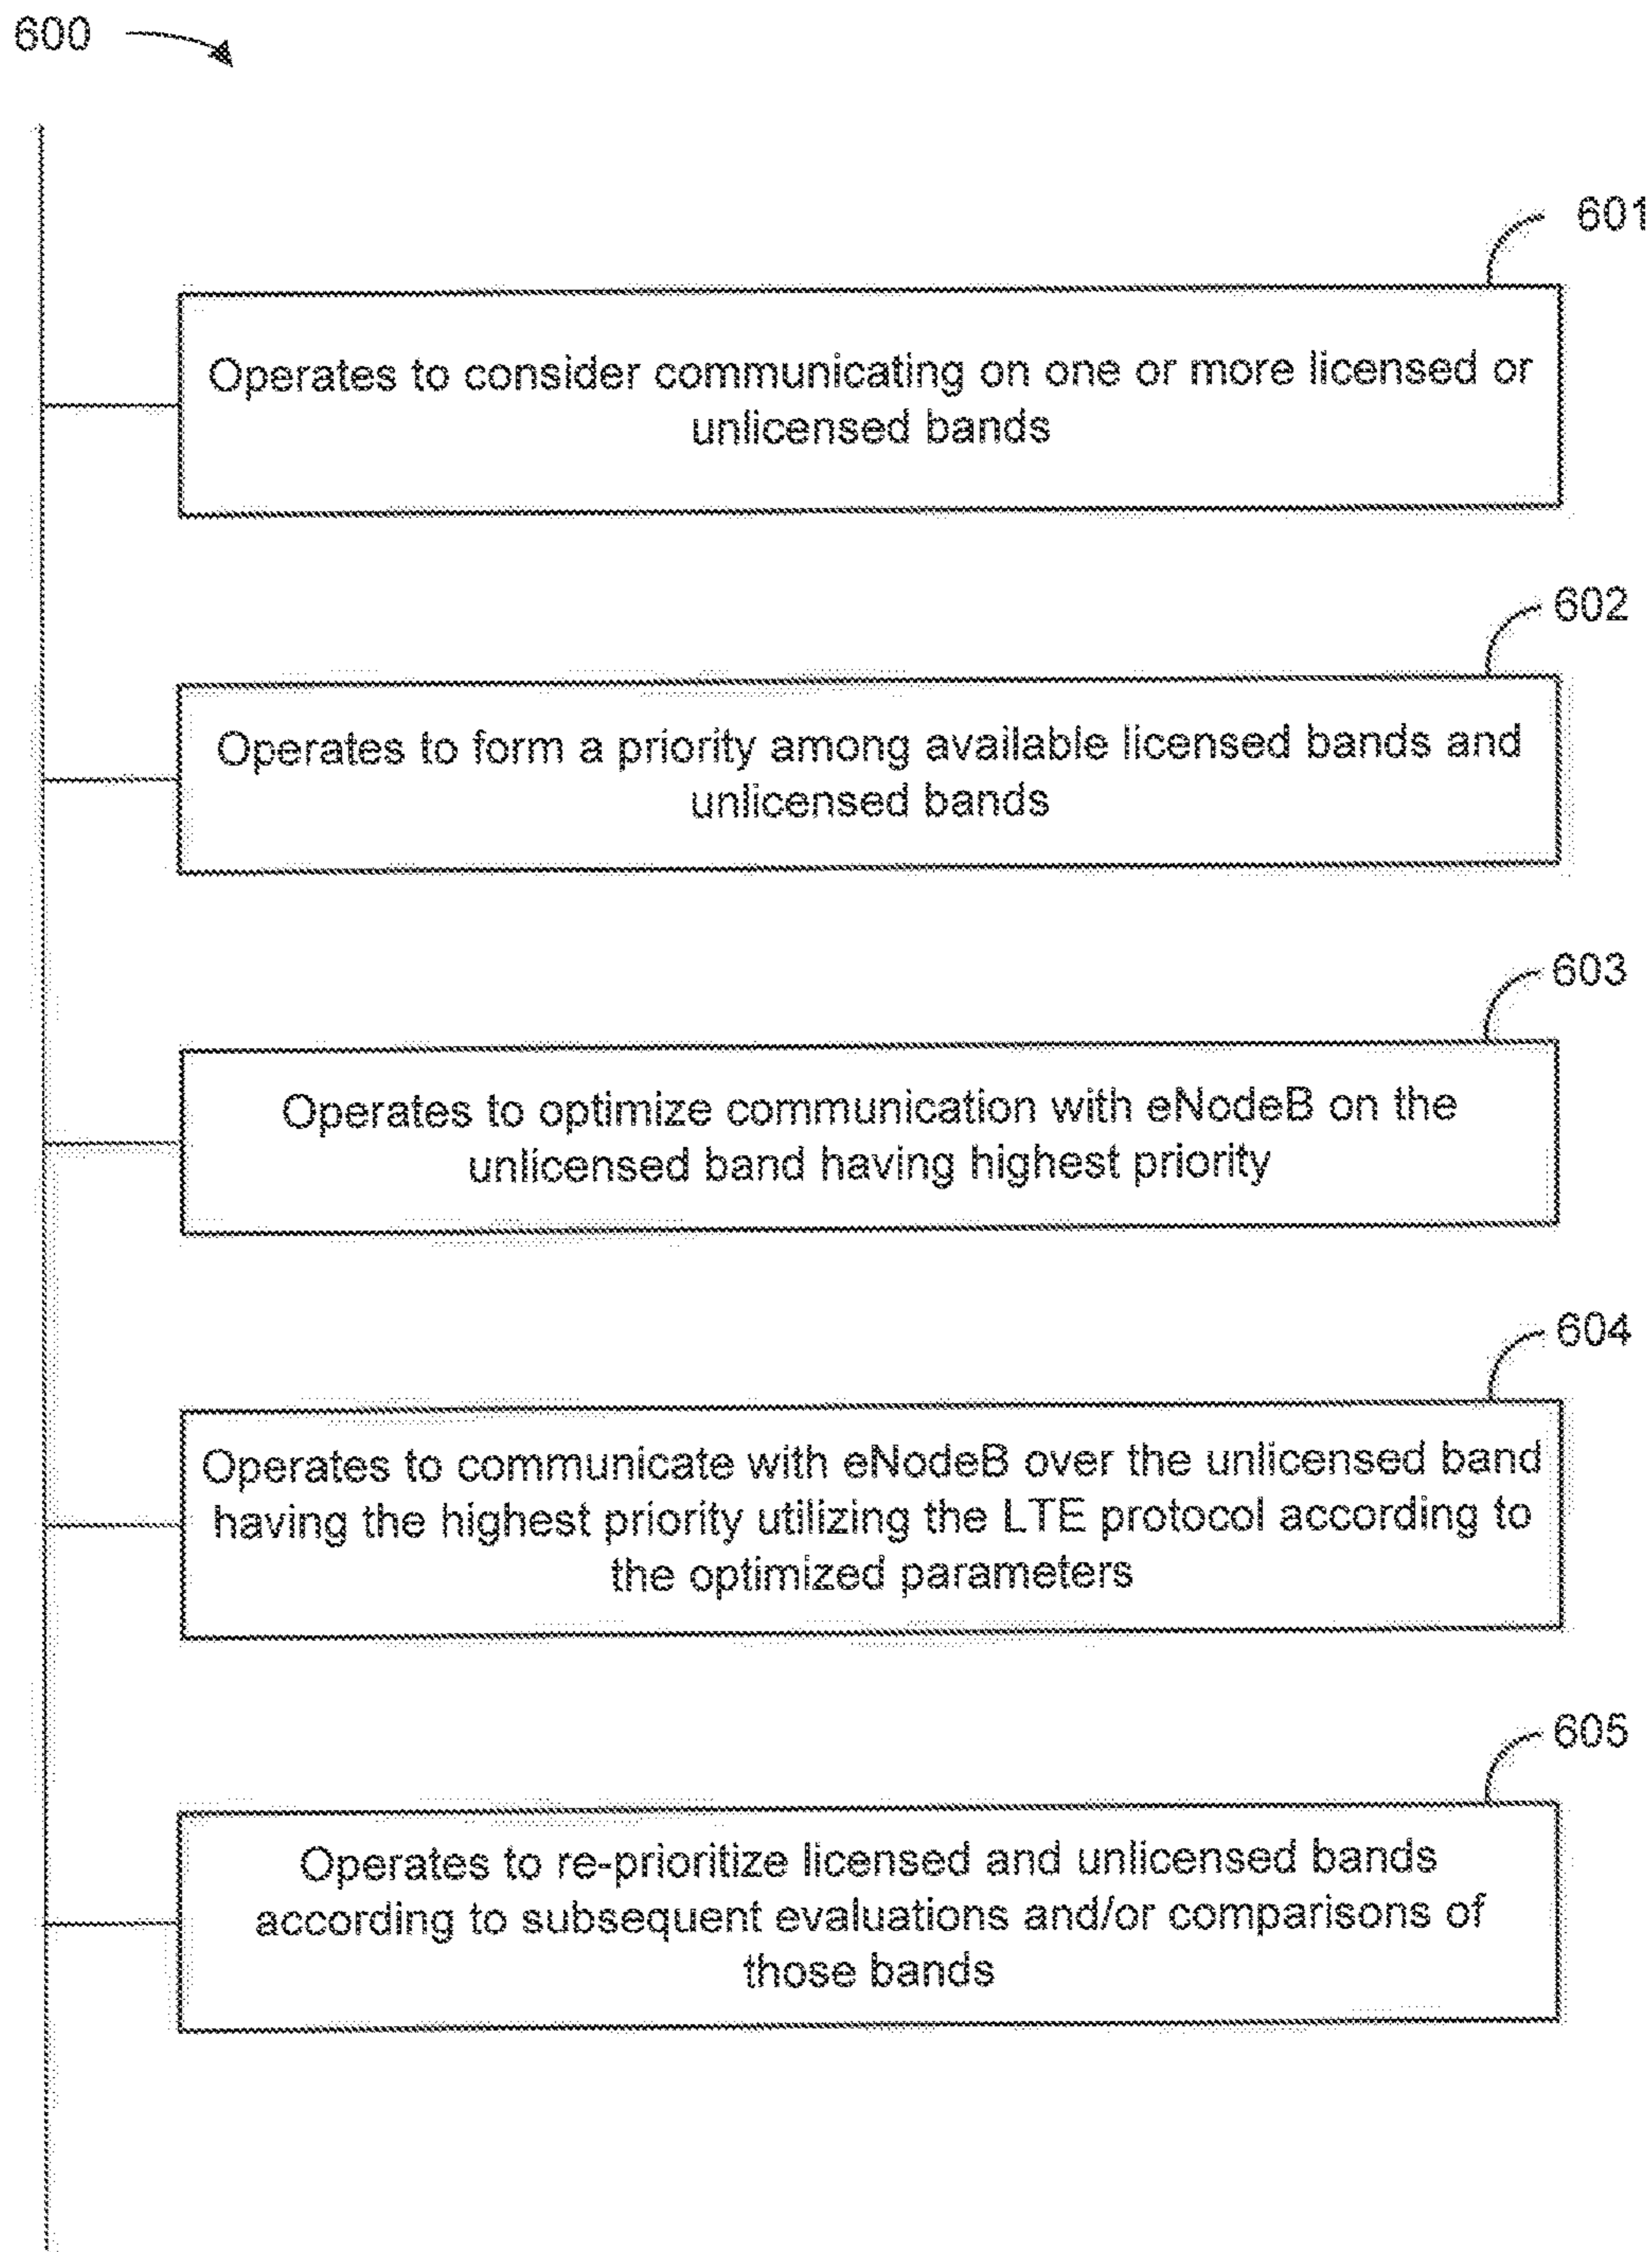 600
601
Operates to consider communicating on one or more licensed or
unlicensed bands
602
Operates to form a priority among available licensed bands and
unlicensed bands
603
Operates to optimize communication with eNodeB on the
unlicensed band having highest priority
604
Operates to communicate with eNodeB over the unlicensed band
having the highest priority utilizing the LTE protocol according to
the optimized parameters
605
Operates to re-prioritize licensed and unlicensed bands
according to subsequent evaluations and/or comparisons of
those bands